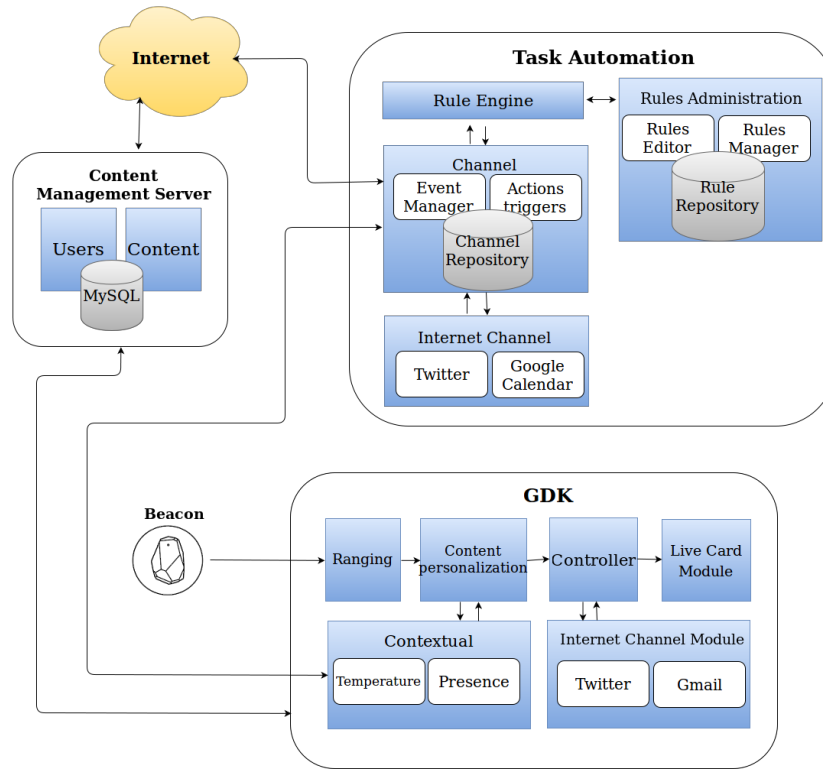 Internet
Task Automation
Rule Engine
Rules Administration
Rules
Editor
Rules
Manager
Rule
Repository
Channel
Event
Manager
Actions
triggers
Channel
Repository
Internet Channel
Twitter
Google
Calendar
Content
Management Server
Users
Content
MySQL
Beacon
GDK
Ranging
Content
personalization
Controller
Live Card
Module
Contextual
Temperature
Presence
Internet Channel Module
Twitter
Gmail